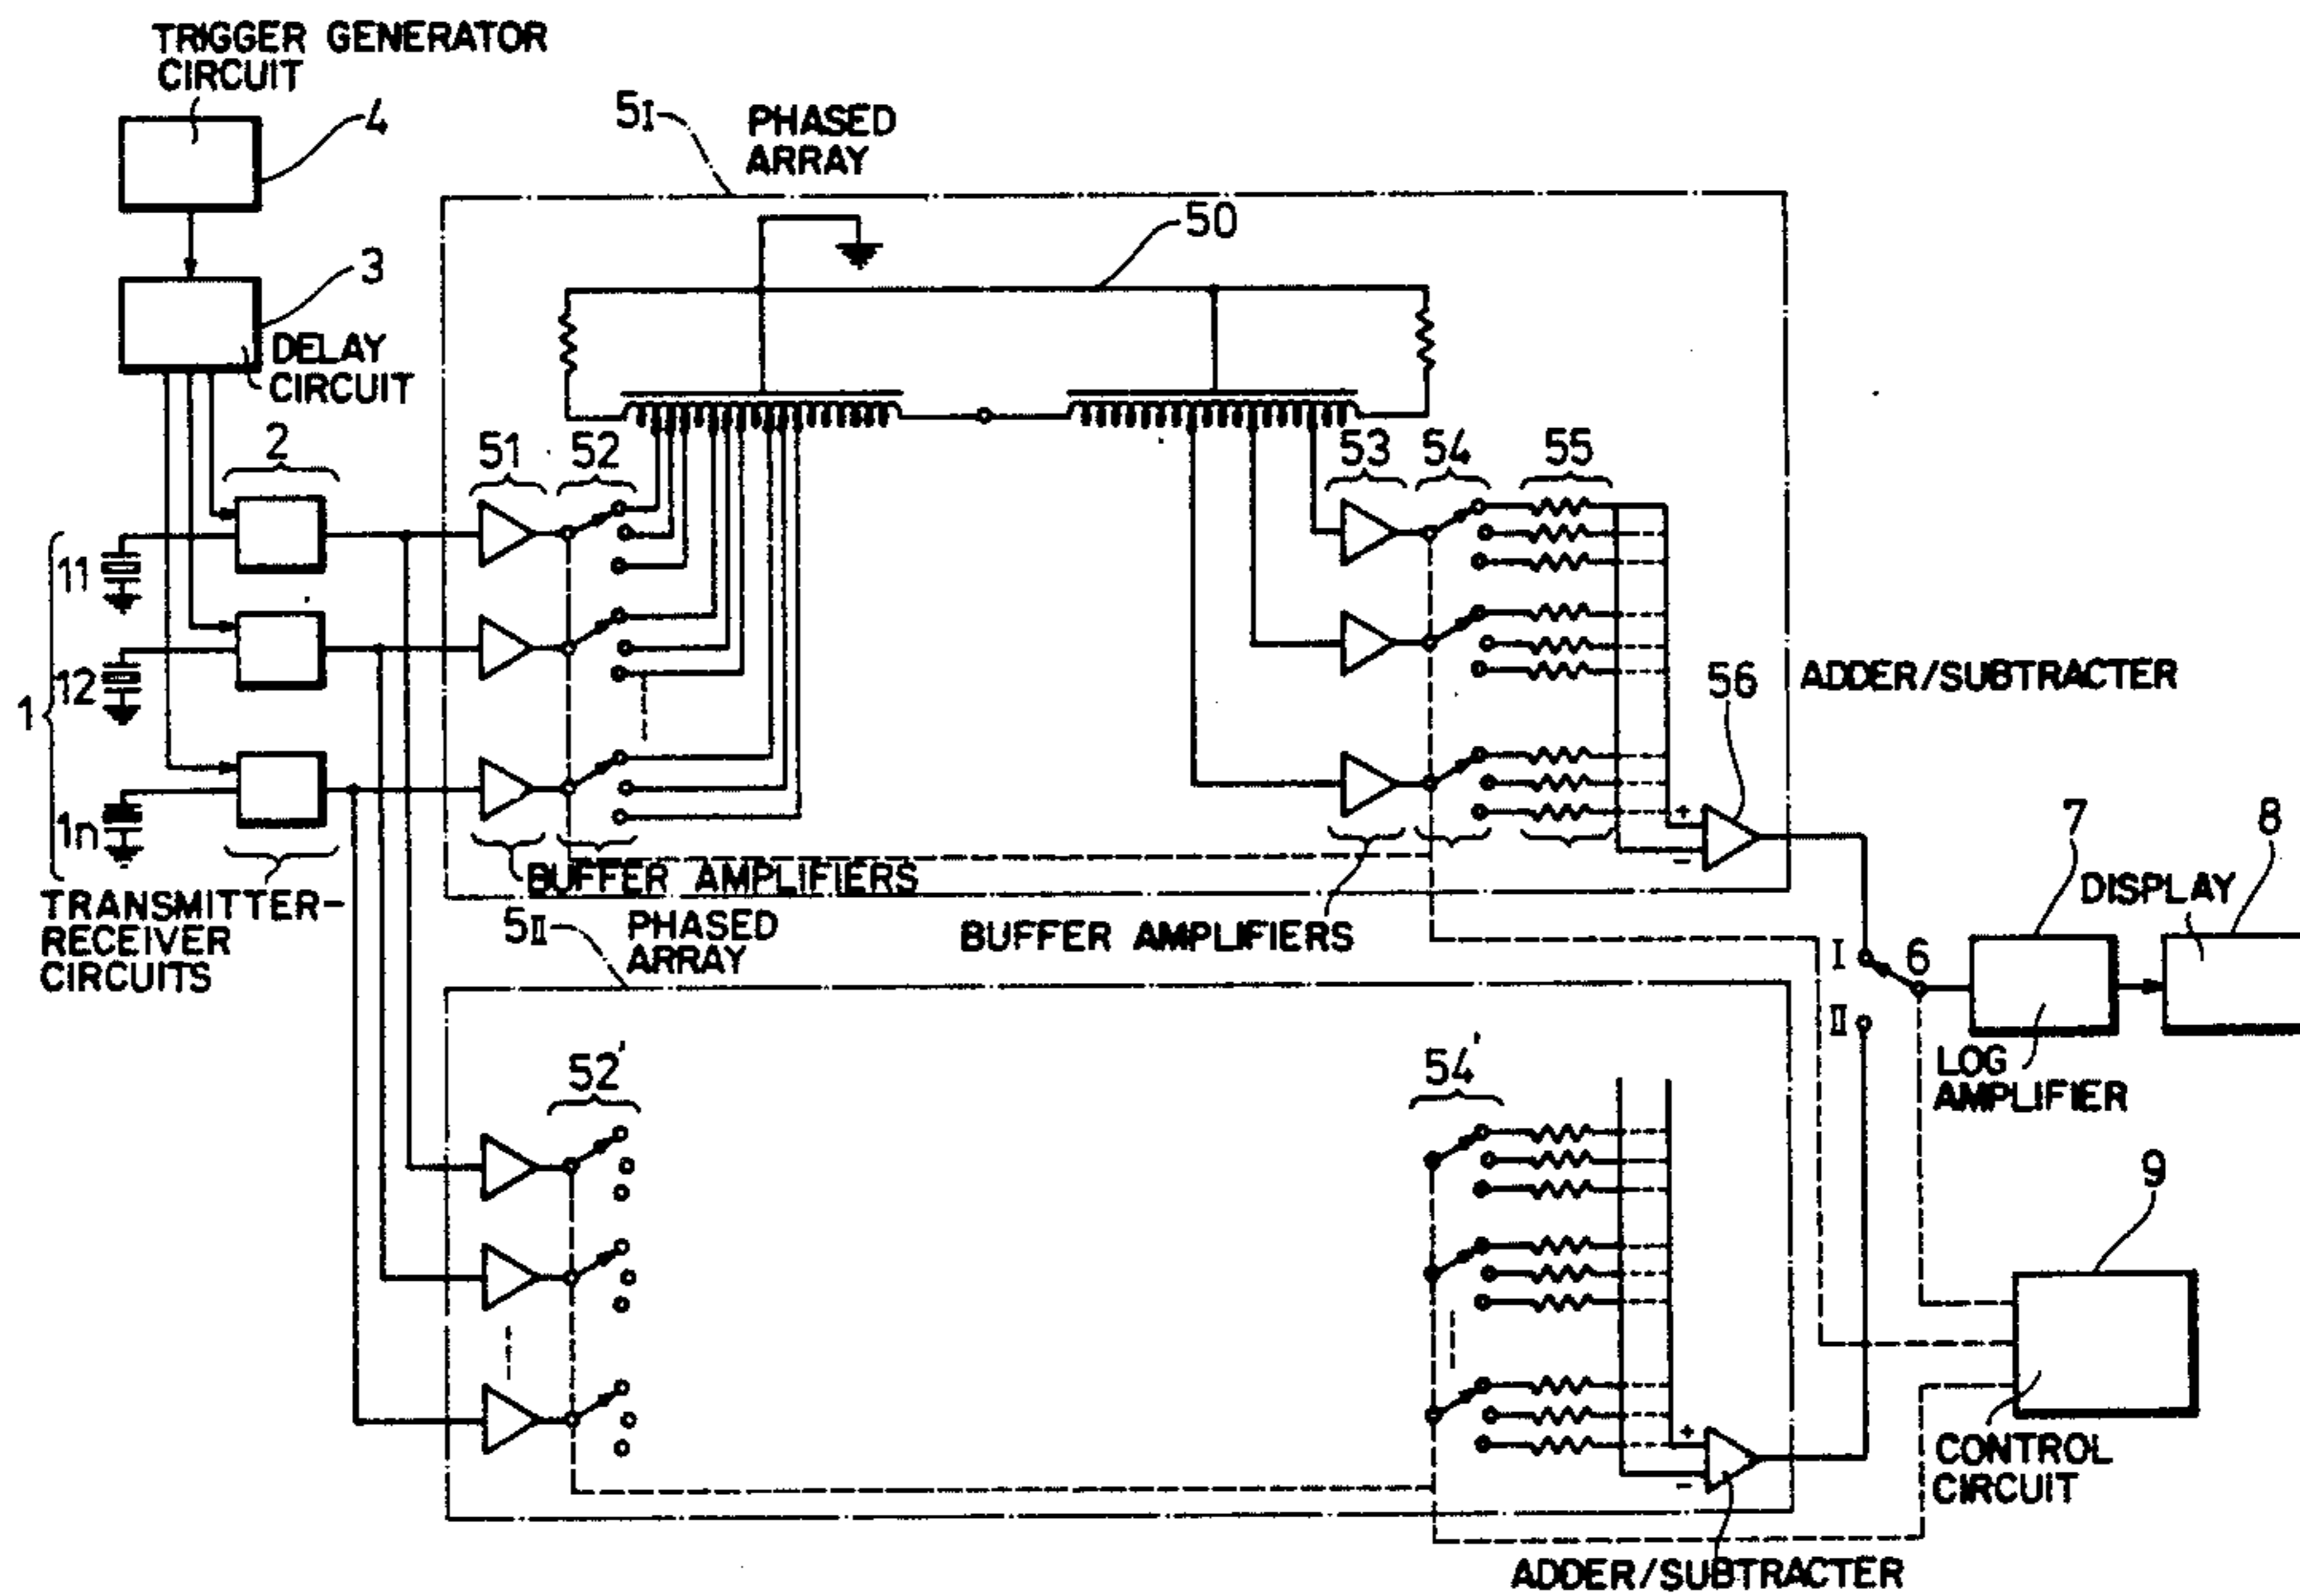 TRIGGER GENERATOR
CIRCUIT
4
5I
PHASED
ARRAY
50
3
DELAY
CIRCUIT
2
51
52
53
54
55
11
12
1
1n
56
ADDER/SUBTRACTER
+
−
BUFFER AMPLIFIERS
TRANSMITTER-
RECEIVER
CIRCUITS
BUFFER AMPLIFIERS
5II
PHASED
ARRAY
7
8
DISPLAY
I
6
II
LOG
AMPLIFIER
52'
54'
9
+
−
CONTROL
CIRCUIT
ADDER/SUBTRACTER